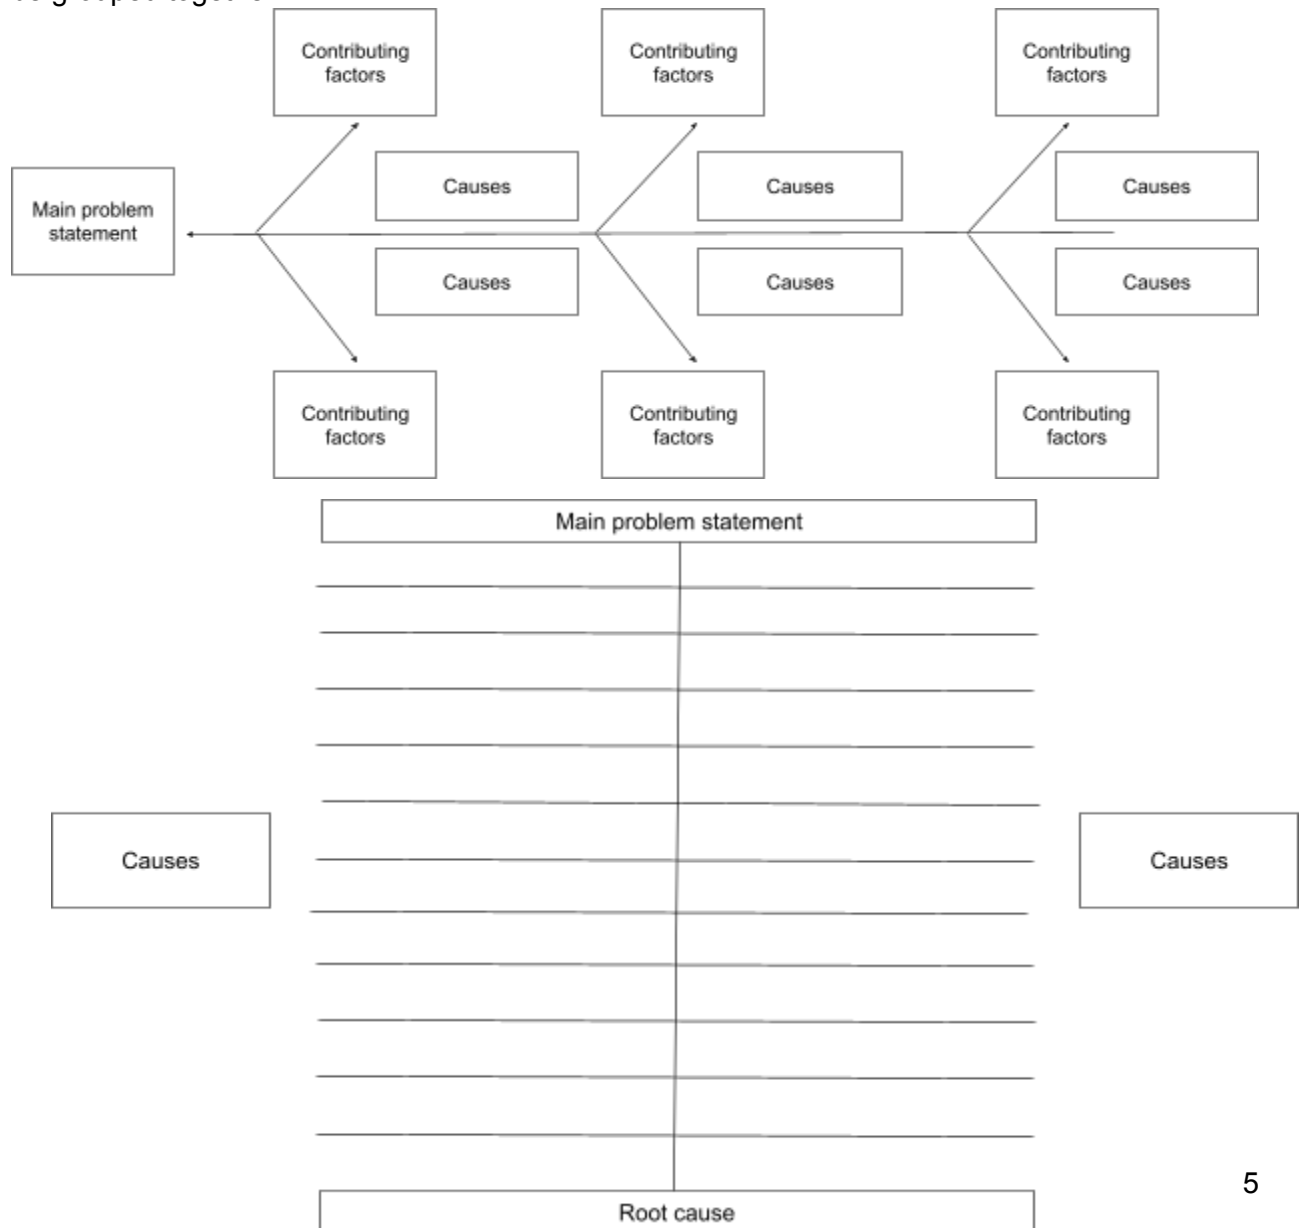 Contributing
factors
Contributing
factors
Contributing
factors
Causes
Causes
Causes
Main problem
statement
Causes
Causes
Causes
Contributing
factors
Contributing
factors
Contributing
factors
Main problem statement
Causes
Causes
5
Root cause